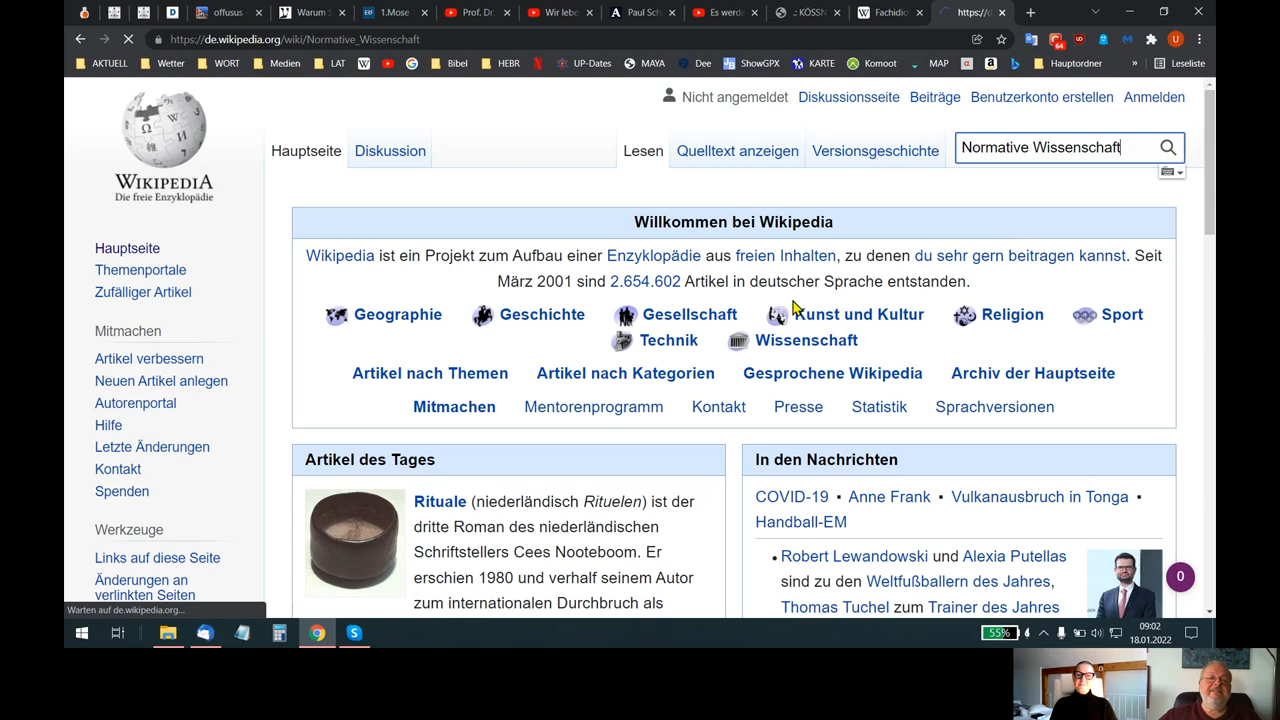 offusus
Warum S
1.Mose
Prof. Dr.
Wir lebe
Paul Sch
Es werde
:: KÖSSN
Fachidio
https://d
https://de.wikipedia.org/wiki/Normative_Wissenschaft
AKTUELL
Wetter
WORT
Medien
LAT
Bibel
HEBR
UP-Dates
MAYA
Dee
ShowGPX
KARTE
Komoot
MAP
Hauptordner
»
Leseliste
Nicht angemeldet Diskussionsseite Beiträge Benutzerkonto erstellen Anmelden
Hauptseite Diskussion Lesen Quelltext anzeigen Versionsgeschichte
Normative Wissenschaft
WIKIPEDIA
Die freie Enzyklopädie
Hauptseite
Themenportale
Zufälliger Artikel
Mitmachen
Artikel verbessern
Neuen Artikel anlegen
Autorenportal
Hilfe
Letzte Änderungen
Kontakt
Spenden
Werkzeuge
Links auf diese Seite
Änderungen an
verlinkten Seiten
Willkommen bei Wikipedia
Wikipedia ist ein Projekt zum Aufbau einer Enzyklopädie aus freien Inhalten, zu denen du sehr gern beitragen kannst. Seit
März 2001 sind 2.654.602 Artikel in deutscher Sprache entstanden.
Geographie Geschichte Gesellschaft Kunst und Kultur Religion Sport
Technik Wissenschaft
Artikel nach Themen Artikel nach Kategorien Gesprochene Wikipedia Archiv der Hauptseite
Mitmachen Mentorenprogramm Kontakt Presse Statistik Sprachversionen
Artikel des Tages
Rituale (niederländisch Rituelen) ist der
dritte Roman des niederländischen
Schriftstellers Cees Nooteboom. Er
erschien 1980 und verhalf seinem Autor
zum internationalen Durchbruch als
In den Nachrichten
COVID-19 ▪ Anne Frank ▪ Vulkanausbruch in Tonga ▪
Handball-EM
• Robert Lewandowski und Alexia Putellas
sind zu den Weltfußballern des Jahres,
Thomas Tuchel zum Trainer des Jahres
0
Warten auf de.wikipedia.org...
55%
09:02
18.01.2022